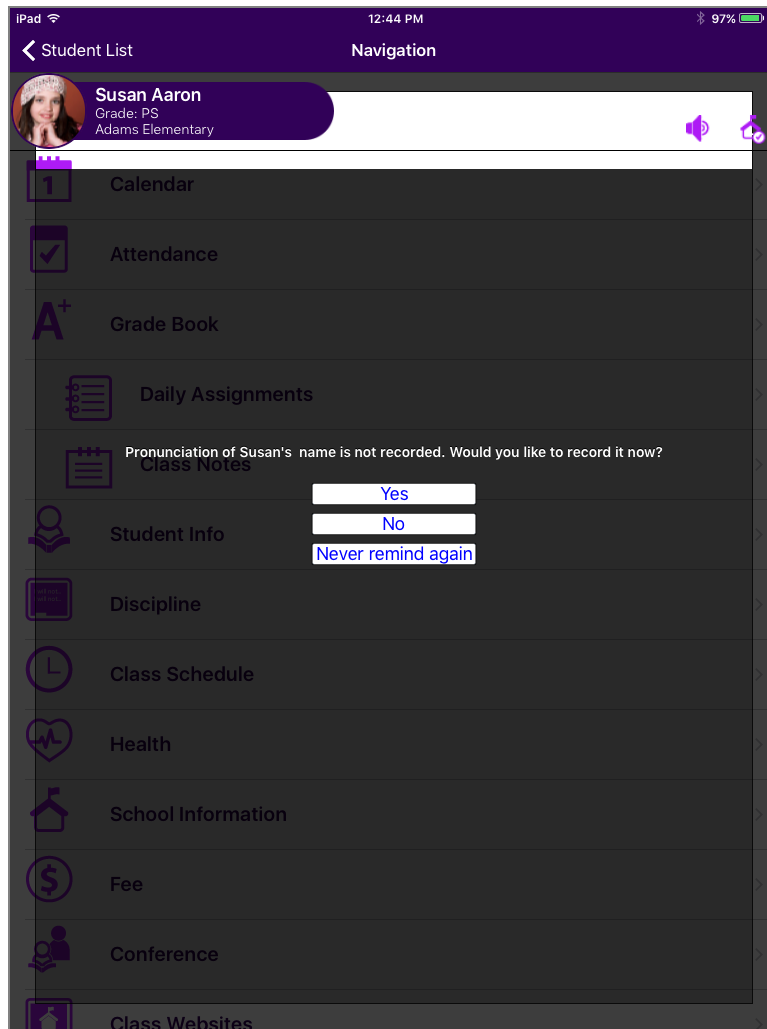 iPad 12:44 PM 97%
Student List Navigation
Susan Aaron
Grade: PS
Adams Elementary
1 Calendar
Attendance
A+ Grade Book
Daily Assignments
Pronunciation of Susan's  name is not recorded. Would you like to record it now?
Class Notes
Yes
No
Never remind again
Student Info
Discipline
Class Schedule
Health
School Information
$ Fee
Conference
Class Websites